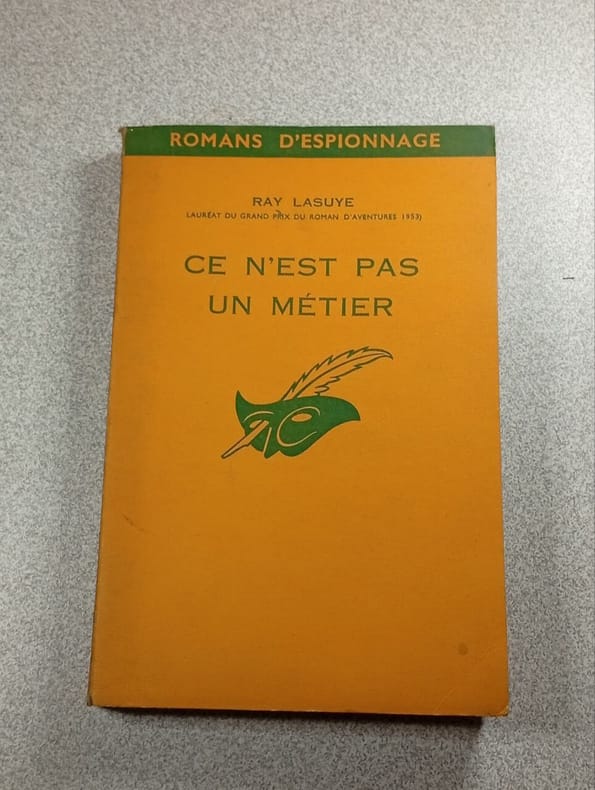 ROMANS D'ESPIONNAGE
RAY LASUYE
LAURÉAT DU GRAND PRIX DU ROMAN D'AVENTURES 1953)
CE N'EST PAS
UN MÉTIER